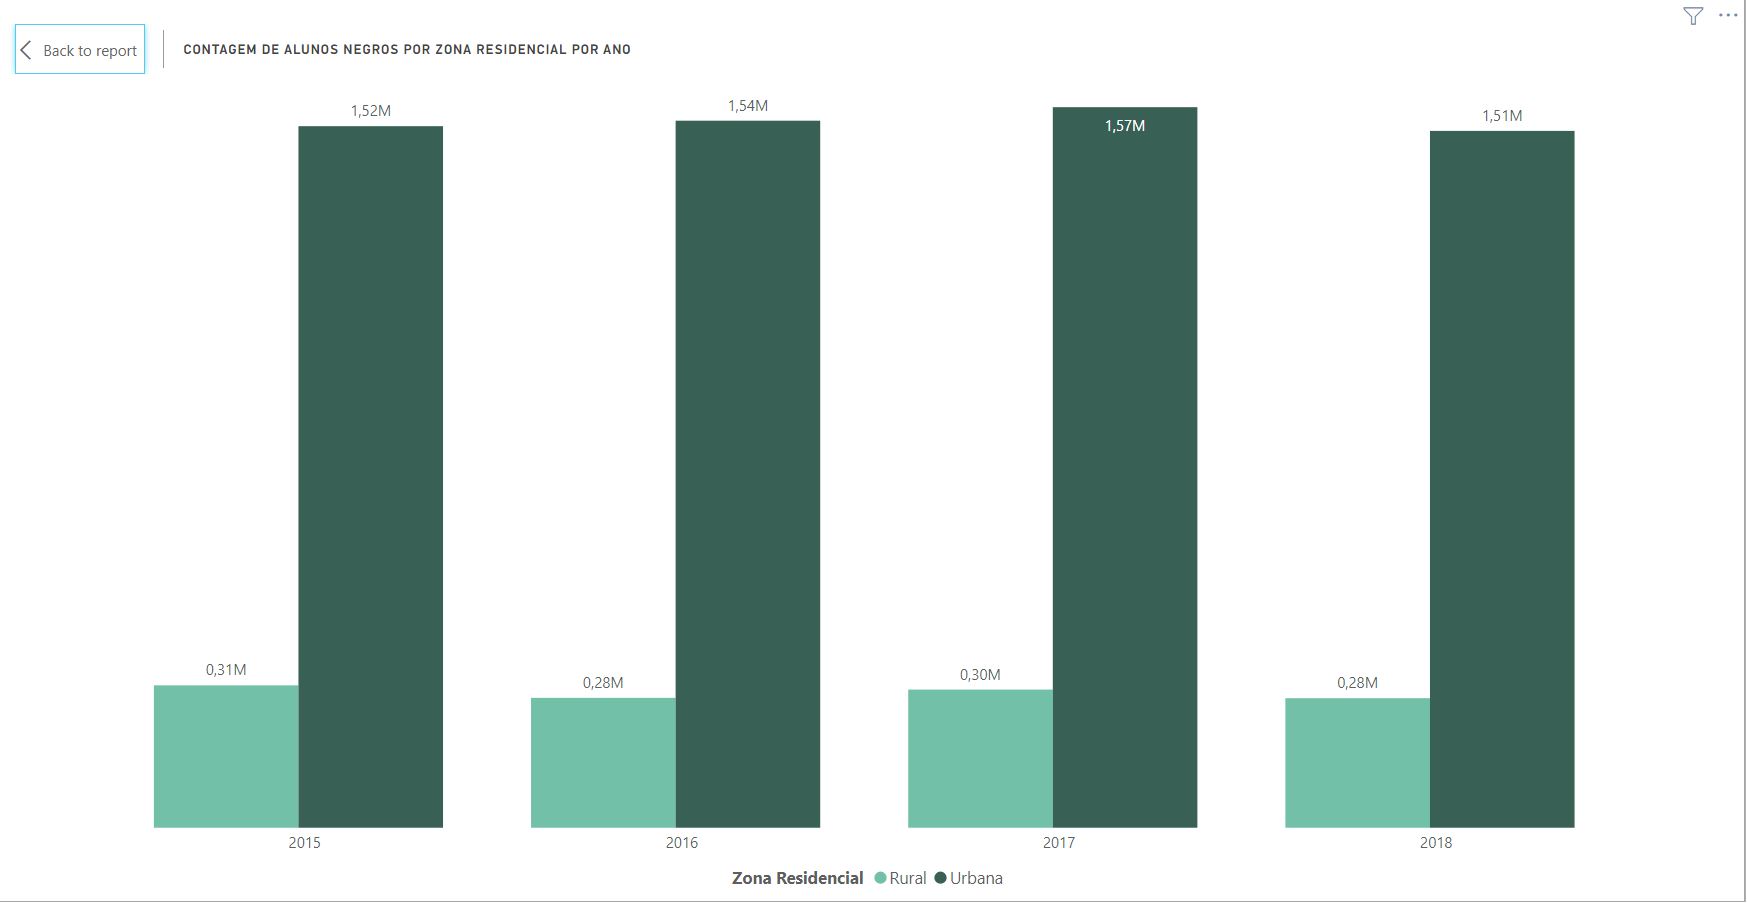 Back to report
CONTAGEM DE ALUNOS NEGROS POR ZONA RESIDENCIAL POR ANO
1,52M
1,54M
1,57M
1,51M
0,31M
0,28M
0,30M
0,28M
2015
2016
2017
2018
Zona Residencial Rural Urbana